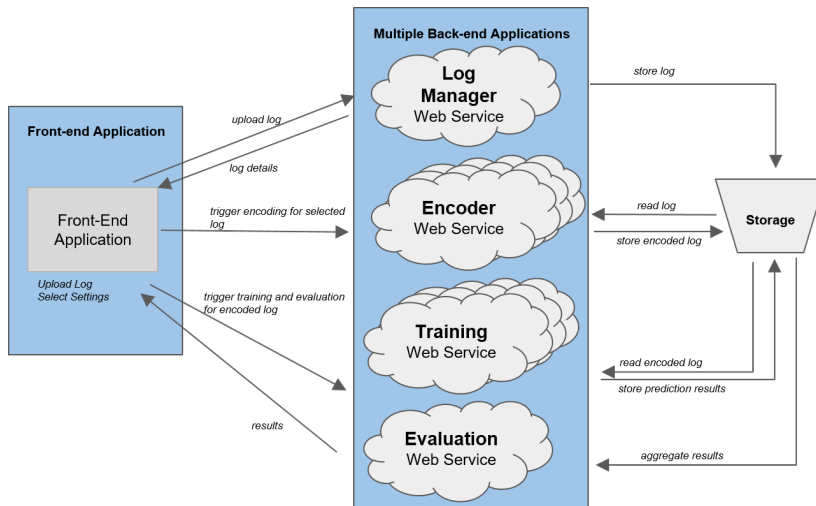 Multiple Back-end Applications
Log
Manager
Web Service
store log
upload log
Front-end Application
log details
Front-End
Application
trigger encoding for selected
log
Encoder
Web Service
read log
Storage
store encoded log
Upload Log
Select Settings
trigger training and evaluation
for encoded log
Training
Web Service
read encoded log
store prediction results
results
Evaluation
Web Service
aggregate results